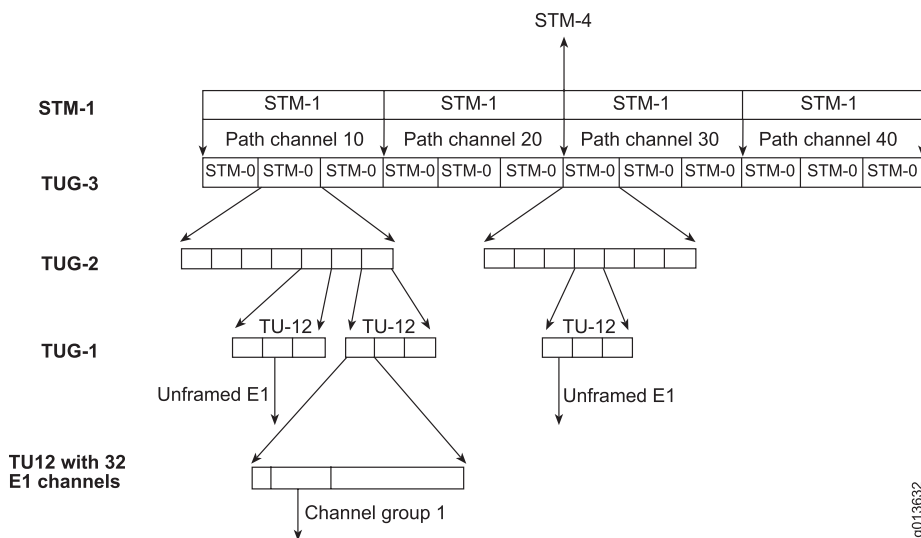 STM-4
STM-1 STM-1 STM-1 STM-1 STM-1
Path channel 10 Path channel 20 Path channel 30 Path channel 40
TUG-3 STM-0 STM-0 STM-0 STM-0 STM-0 STM-0 STM-0 STM-0 STM-0 STM-0 STM-0 STM-0
TUG-2
TU-12 TU-12 TU-12
TUG-1
Unframed E1 Unframed E1
TU12 with 32
E1 channels
Channel group 1
g013632